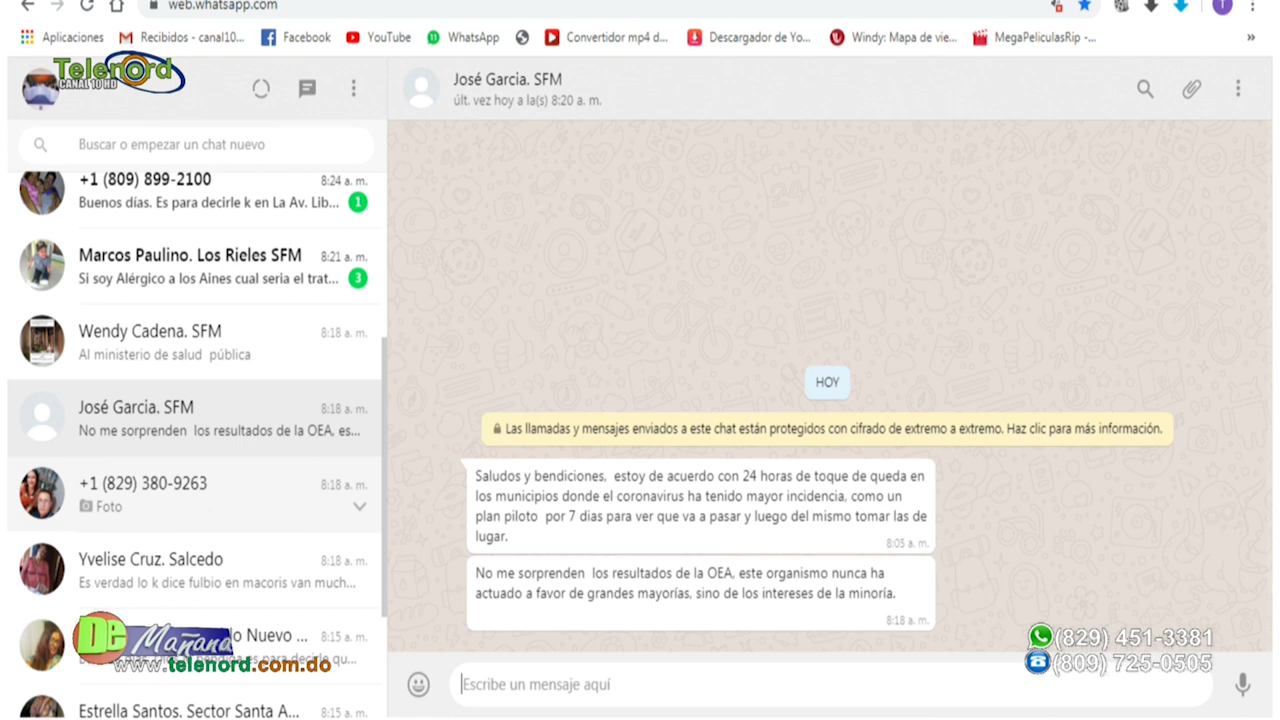 web.whatsapp.com
Aplicaciones
Recibidos - canal10...
Facebook
YouTube
WhatsApp
Convertidor mp4 d...
Descargador de Yo...
Windy: Mapa de vie...
MegaPeliculasRip -...
»
T
Telenord
CANAL 10 HD
José Garcia. SFM
últ. vez hoy a la(s) 8:20 a. m.
Buscar o empezar un chat nuevo
+1 (809) 899-2100
8:24 a. m.
Buenos días. Es para decirle k en La Av. Lib...
1
Marcos Paulino. Los Rieles SFM
8:21 a. m.
Si soy Alérgico a los Aines cual seria el trat...
3
Wendy Cadena. SFM
8:18 a. m.
Al ministerio de salud pública
José Garcia. SFM
8:18 a. m.
No me sorprenden los resultados de la OEA, es...
+1 (829) 380-9263
8:18 a. m.
Foto
Yvelise Cruz. Salcedo
8:18 a. m.
Es verdad lo k dice fulbio en macoris van much...
lo Nuevo ...
8:15 a. m.
es para decirle qu...
De Mañana
www.telenord.com.do
Estrella Santos. Sector Santa A...
8:15 a. m.
HOY
Las llamadas y mensajes enviados a este chat están protegidos con cifrado de extremo a extremo. Haz clic para más información.
Saludos y bendiciones, estoy de acuerdo con 24 horas de toque de queda en
los municipios donde el coronavirus ha tenido mayor incidencia, como un
plan piloto por 7 dias para ver que va a pasar y luego del mismo tomar las de
lugar.
8:05 a. m.
No me sorprenden los resultados de la OEA, este organismo nunca ha
actuado a favor de grandes mayorías, sino de los intereses de la minoría.
8:18 a. m.
(829) 451-3381
(809) 725-0505
Escribe un mensaje aquí